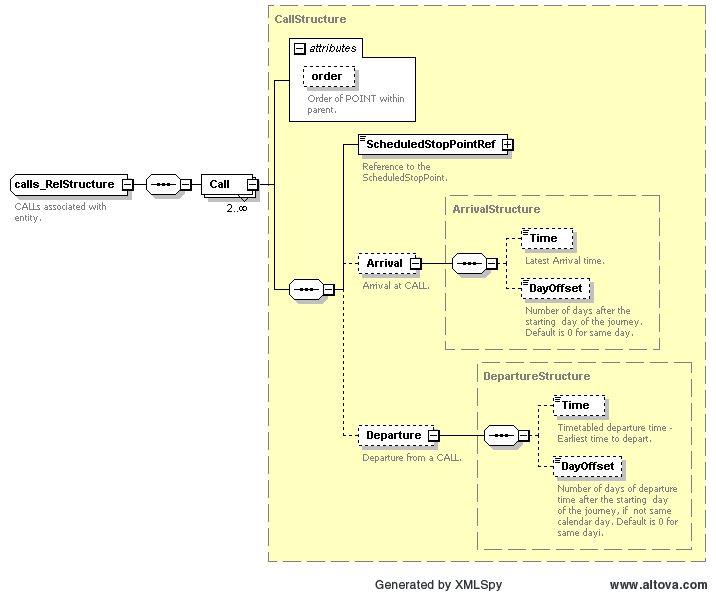 CallStructure
attributes
order
Order of POINT within
parent.
ScheduledStopPointRef
Reference to the
ScheduledStopPoint.
calls_RelStructure
CALLs associated with
entity.
Call
2..∞
ArrivalStructure
Time
Latest Arrival time.
Arrival
Arrival at CALL.
DayOffset
Number of days after the
starting day of the journey.
Default is 0 for same day.
DepartureStructure
Time
Timetabled departure time -
Earliest time to depart.
Departure
Departure from a CALL.
DayOffset
Number of days of departure
time after the starting day
of the journey, if not same
calendar day. Default is 0 for
same dayi.
Generated by XMLSpy
www.altova.com